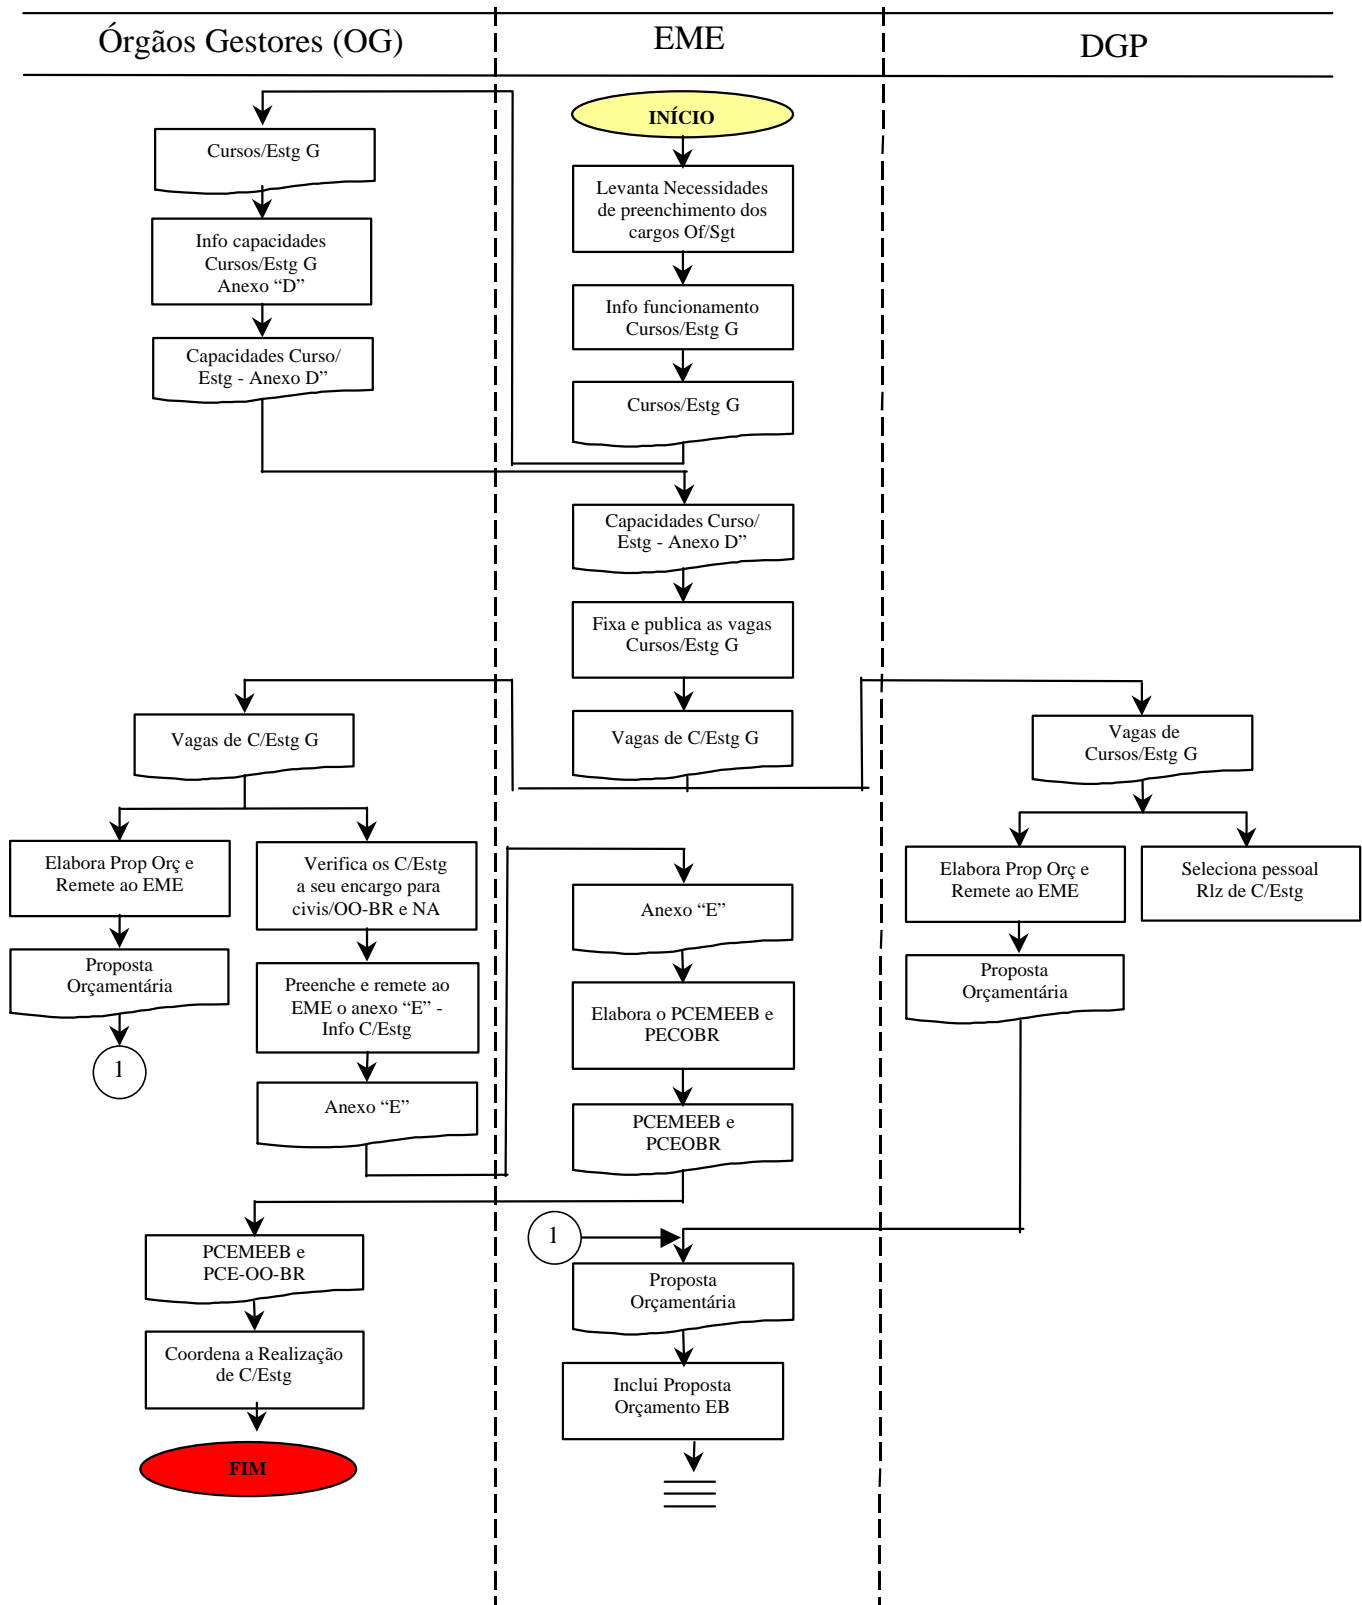 Órgãos Gestores (OG)
EME
DGP
INÍCIO
Levanta Necessidades
de preenchimento dos
cargos Of/Sgt
Info funcionamento
Cursos/Estg G
Cursos/Estg G
Cursos/Estg G
Info capacidades
Cursos/Estg G
Anexo “D”
Capacidades Curso/
Estg - Anexo D”
Capacidades Curso/
Estg - Anexo D”
Fixa e publica as vagas
Cursos/Estg G
Vagas de C/Estg G
Vagas de C/Estg G
Vagas de
Cursos/Estg G
Elabora Prop Orç e
Remete ao EME
Proposta
Orçamentária
1
Verifica os C/Estg
a seu encargo para
civis/OO-BR e NA
Preenche e remete ao
EME o anexo “E” -
Info C/Estg
Anexo “E”
Anexo “E”
Elabora o PCEMEEB e
PECOBR
PCEMEEB e
PCEOBR
Elabora Prop Orç e
Remete ao EME
Seleciona pessoal
Rlz de C/Estg
Proposta
Orçamentária
PCEMEEB e
PCE-OO-BR
Coordena a Realização
de C/Estg
FIM
1
Proposta
Orçamentária
Inclui Proposta
Orçamento EB